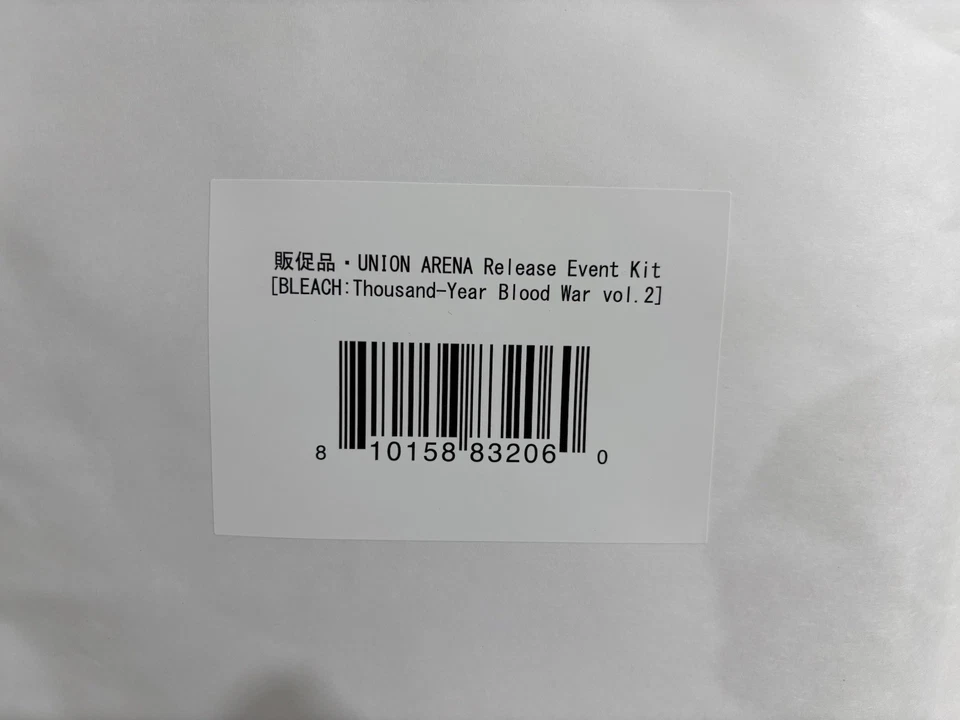 販促品・UNION ARENA Release Event Kit
[BLEACH:Thousand-Year Blood War vol.2]
8 10158 83206 0